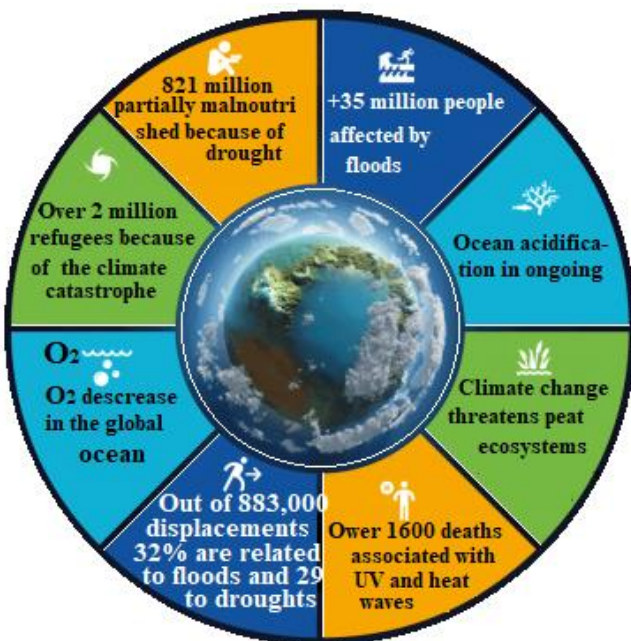 821 million
partially malnoutri
shed because of
drought
+35 million people
affected by
floods
Ocean acidifica-
tion in ongoing
Climate change
threatens peat
ecosystems
Ower 1600 deaths
associated with
UV and heat
waves
Out of 883,000
displacements
32% are related
to floods and 29
to droughts
O2
O2 descrease
in the global
ocean
Over 2 million
refugees because
of the climate
catastrophe